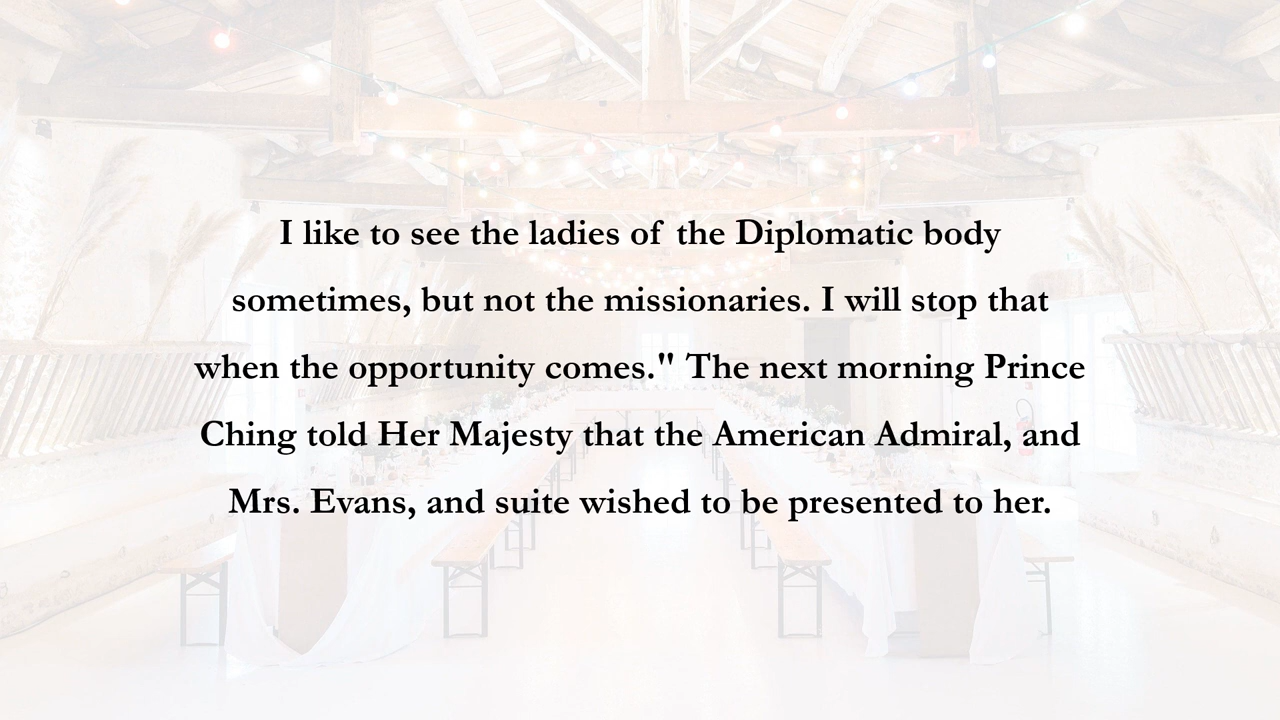 I like to see the ladies of the Diplomatic body
sometimes, but not the missionaries. I will stop that
when the opportunity comes." The next morning Prince
Ching told Her Majesty that the American Admiral, and
Mrs. Evans, and suite wished to be presented to her.